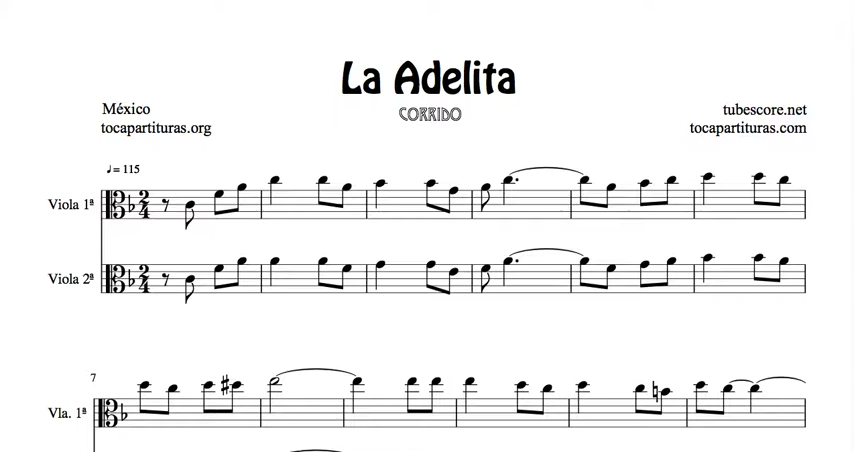 La Adelita
CORRIDO
México
tocapartituras.org
tubescore.net
tocapartituras.com
♩= 115
Viola 1ª
Viola 2ª
7
Vla. 1ª